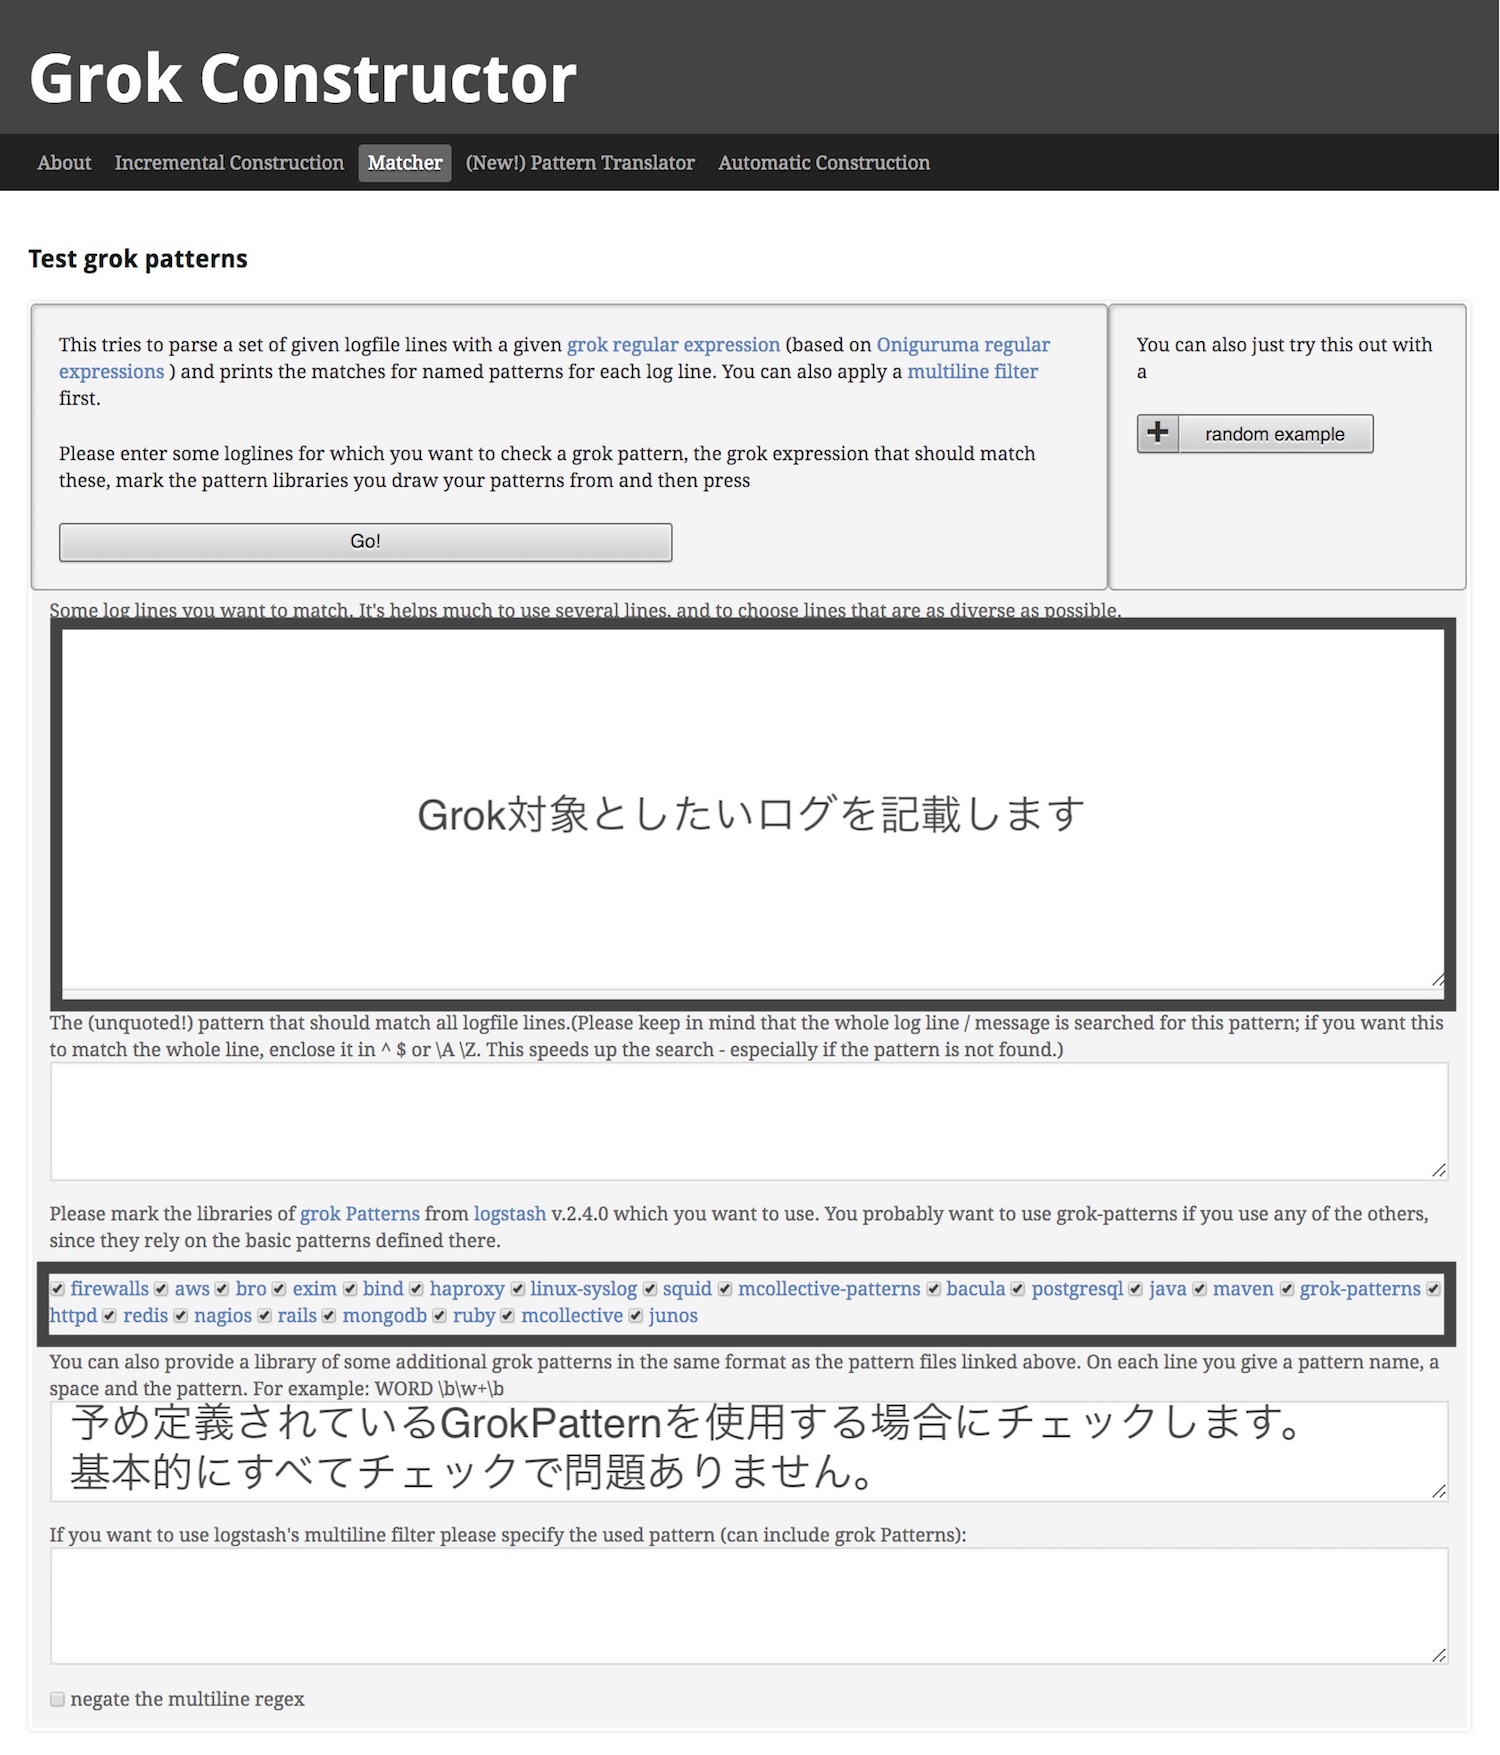 Grok Constructor
About Incremental Construction Matcher (New!) Pattern Translator Automatic Construction
Test grok patterns
This tries to parse a set of given logfile lines with a given grok regular expression (based on Oniguruma regular
expressions ) and prints the matches for named patterns for each log line. You can also apply a multiline filter
first.
Please enter some loglines for which you want to check a grok pattern, the grok expression that should match
these, mark the pattern libraries you draw your patterns from and then press
Go!
You can also just try this out with
a
random example
Some log lines you want to match. It's helps much to use several lines, and to choose lines that are as diverse as possible.
Grok対象としたいログを記載します
The (unquoted!) pattern that should match all logfile lines.(Please keep in mind that the whole log line / message is searched for this pattern; if you want this
to match the whole line, enclose it in ^ $ or \A \Z. This speeds up the search - especially if the pattern is not found.)
Please mark the libraries of grok Patterns from logstash v.2.4.0 which you want to use. You probably want to use grok-patterns if you use any of the others,
since they rely on the basic patterns defined there.
firewalls aws bro exim bind haproxy linux-syslog squid mcollective-patterns bacula postgresql java maven grok-patterns
httpd redis nagios rails mongodb ruby mcollective junos
You can also provide a library of some additional grok patterns in the same format as the pattern files linked above. On each line you give a pattern name, a
space and the pattern. For example: WORD \b\w+\b
予め定義されているGrokPatternを使用する場合にチェックします。
基本的にすべてチェックで問題ありません。
If you want to use logstash's multiline filter please specify the used pattern (can include grok Patterns):
negate the multiline regex